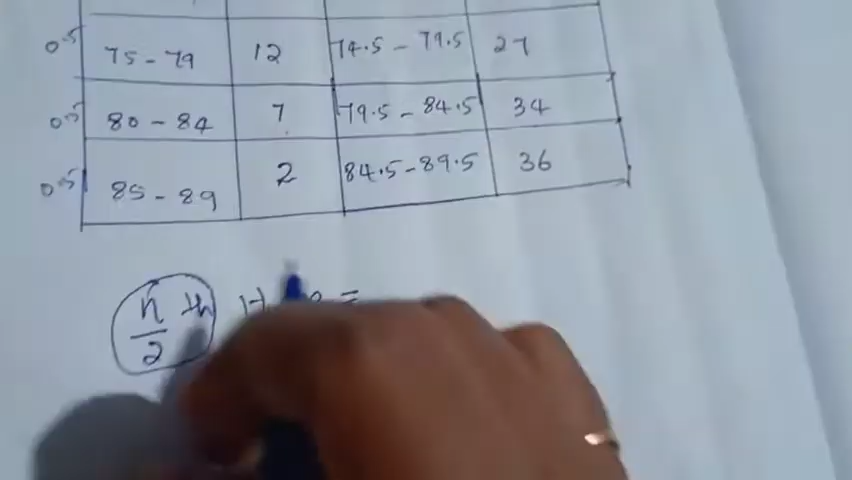 0.5 75 - 79 12 74.5 - 79.5 27
0.5 80 - 84 7 79.5 - 84.5 34
0.5 85 - 89 2 84.5 - 89.5 36
n/2 th =